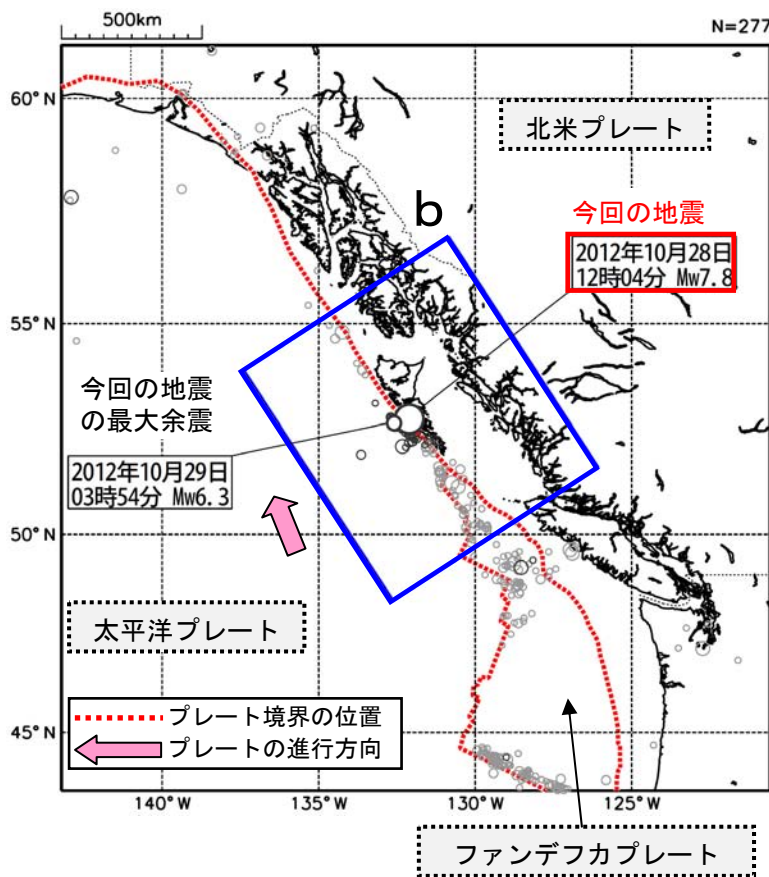 500km
N=277
60°N
北米プレート
b
今回の地震
2012年10月28日
12時04分 Mw7.8
55°N
今回の地震
の最大余震
2012年10月29日
03時54分 Mw6.3
50°N
太平洋プレート
プレート境界の位置
プレートの進行方向
45°N
140°W
135°W
130°W
125°W
ファンデフカプレート